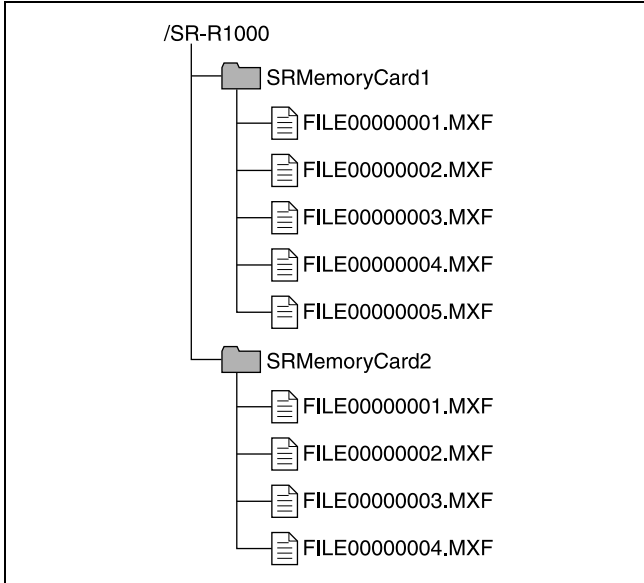 /SR-R1000
SRMemoryCard1
FILE00000001.MXF
FILE00000002.MXF
FILE00000003.MXF
FILE00000004.MXF
FILE00000005.MXF
SRMemoryCard2
FILE00000001.MXF
FILE00000002.MXF
FILE00000003.MXF
FILE00000004.MXF